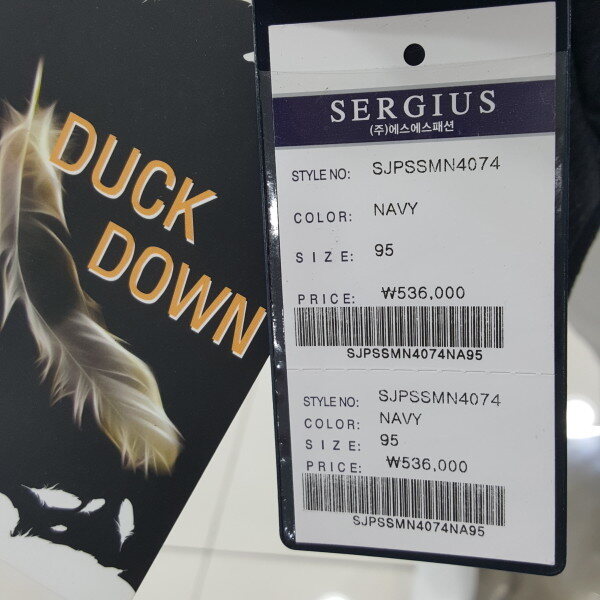 DUCK
DOWN
SERGIUS
(주)에스에스패션
STYLE NO: SJPSSMN4074
COLOR: NAVY
SIZE: 95
PRICE: ₩536,000
SJPSSMN4074NA95
STYLE NO: SJPSSMN4074
COLOR: NAVY
SIZE: 95
PRICE: ₩536,000
SJPSSMN4074NA95